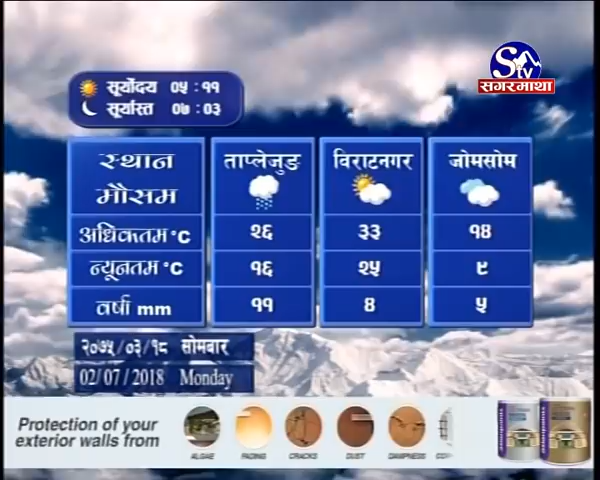 STV
सगरमाथा
सूर्योदय ०५ : ११
सूर्यास्त ०७ : ०३
स्थान मौसम ताप्लेजुङ विराटनगर जोमसोम
अधिकतम °C २६ ३३ १४
न्यूनतम °C १६ २५ ९
वर्षा mm ११ ४ ५
२०७५/०३/१८ सोमबार
02/07/2018 Monday
Protection of your
exterior walls from
ALGAE FADING CRACKS DUST DAMPNESS